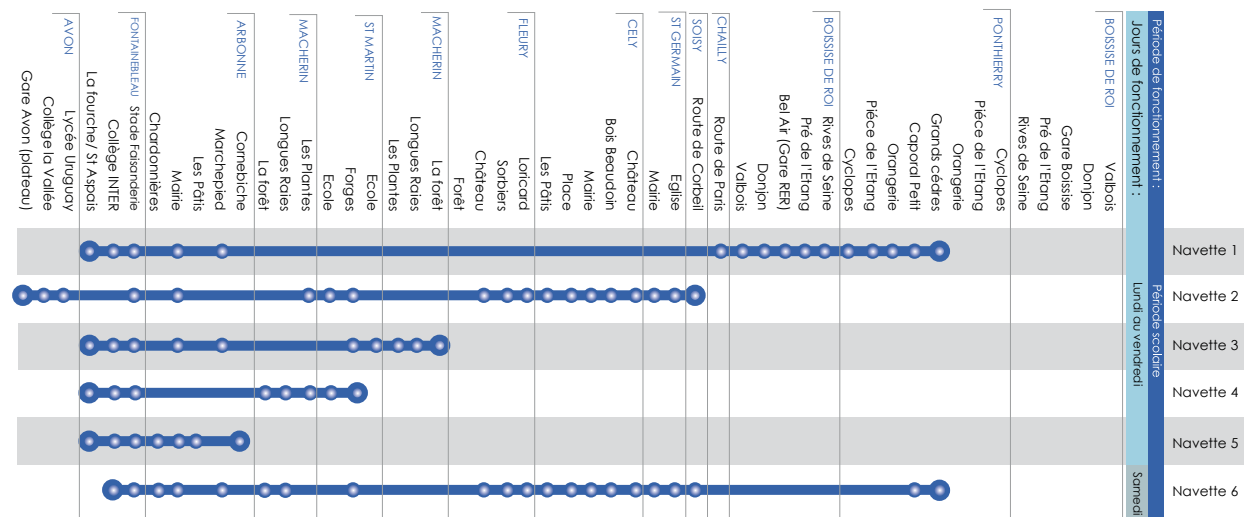 AVON
FONTAINEBLEAU
ARBONNE
MACHERIN
ST MARTIN
MACHERIN
FLEURY
CELY
ST GERMAIN
SOISY
CHAILLY
BOISSISE DE ROI
PONTHIERRY
BOISSISE DE ROI
Gare Avon (plateau)
Collège la Vallée
Lycée Uruguay
La fourche/ St Aspais
Collège INTER
Stade Faisanderie
Chardonnières
Mairie
Les Pâtis
Marchepied
Cornebiche
La forêt
Longues Raies
Les Plantes
Ecole
Forges
Ecole
Les Plantes
Longues Raies
La forêt
Forêt
Château
Sorbiers
Loricard
Les Pâtis
Place
Mairie
Bois Beaudoin
Château
Mairie
Eglise
Route de Corbeil
Route de Paris
Valbois
Donjon
Bel Air (Gare RER)
Pré de l'Etang
Rives de Seine
Cyclopes
Piéce de l'Etang
Orangerie
Caporal Petit
Grands cédres
Orangerie
Piéce de l'Etang
Cyclopes
Rives de Seine
Pré de l'Etang
Gare Boissise
Donjon
Valbois
Jours de fonctionnement :
Période de fonctionnement :
Lundi au vendredi
Période scolaire
Samedi
Navette 1
Navette 2
Navette 3
Navette 4
Navette 5
Navette 6